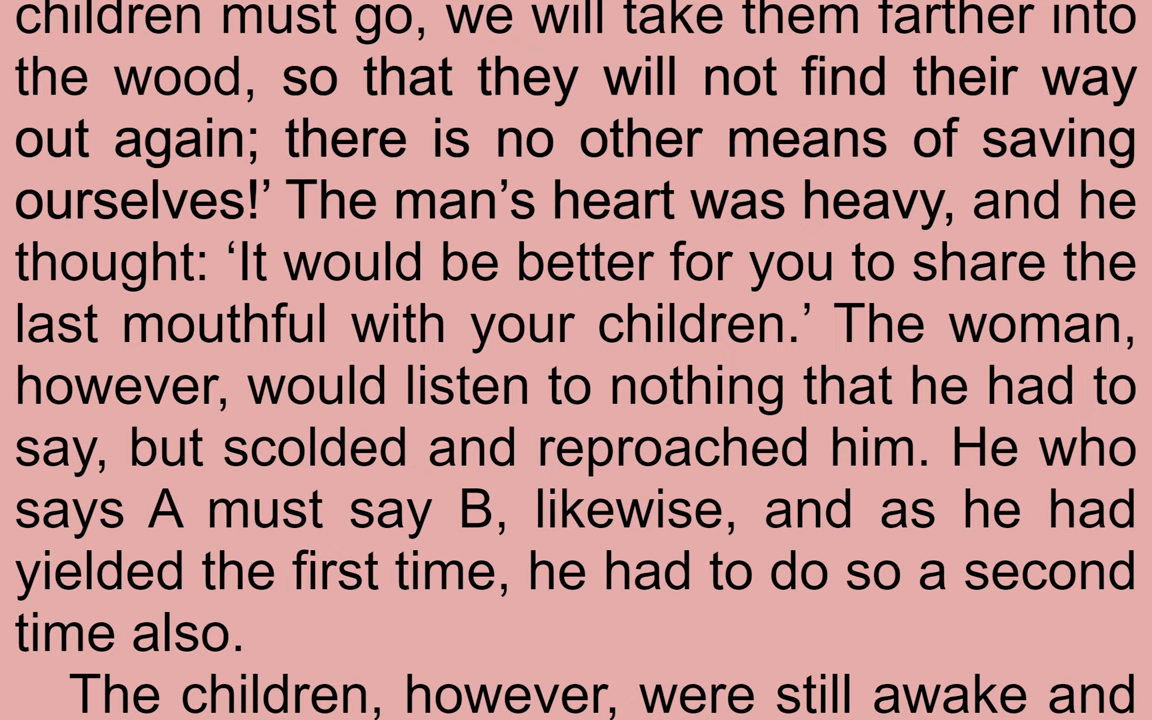 children must go, we will take them farther into
the wood, so that they will not find their way
out again; there is no other means of saving
ourselves!’ The man’s heart was heavy, and he
thought: ‘It would be better for you to share the
last mouthful with your children.’ The woman,
however, would listen to nothing that he had to
say, but scolded and reproached him. He who
says A must say B, likewise, and as he had
yielded the first time, he had to do so a second
time also.
The children, however, were still awake and